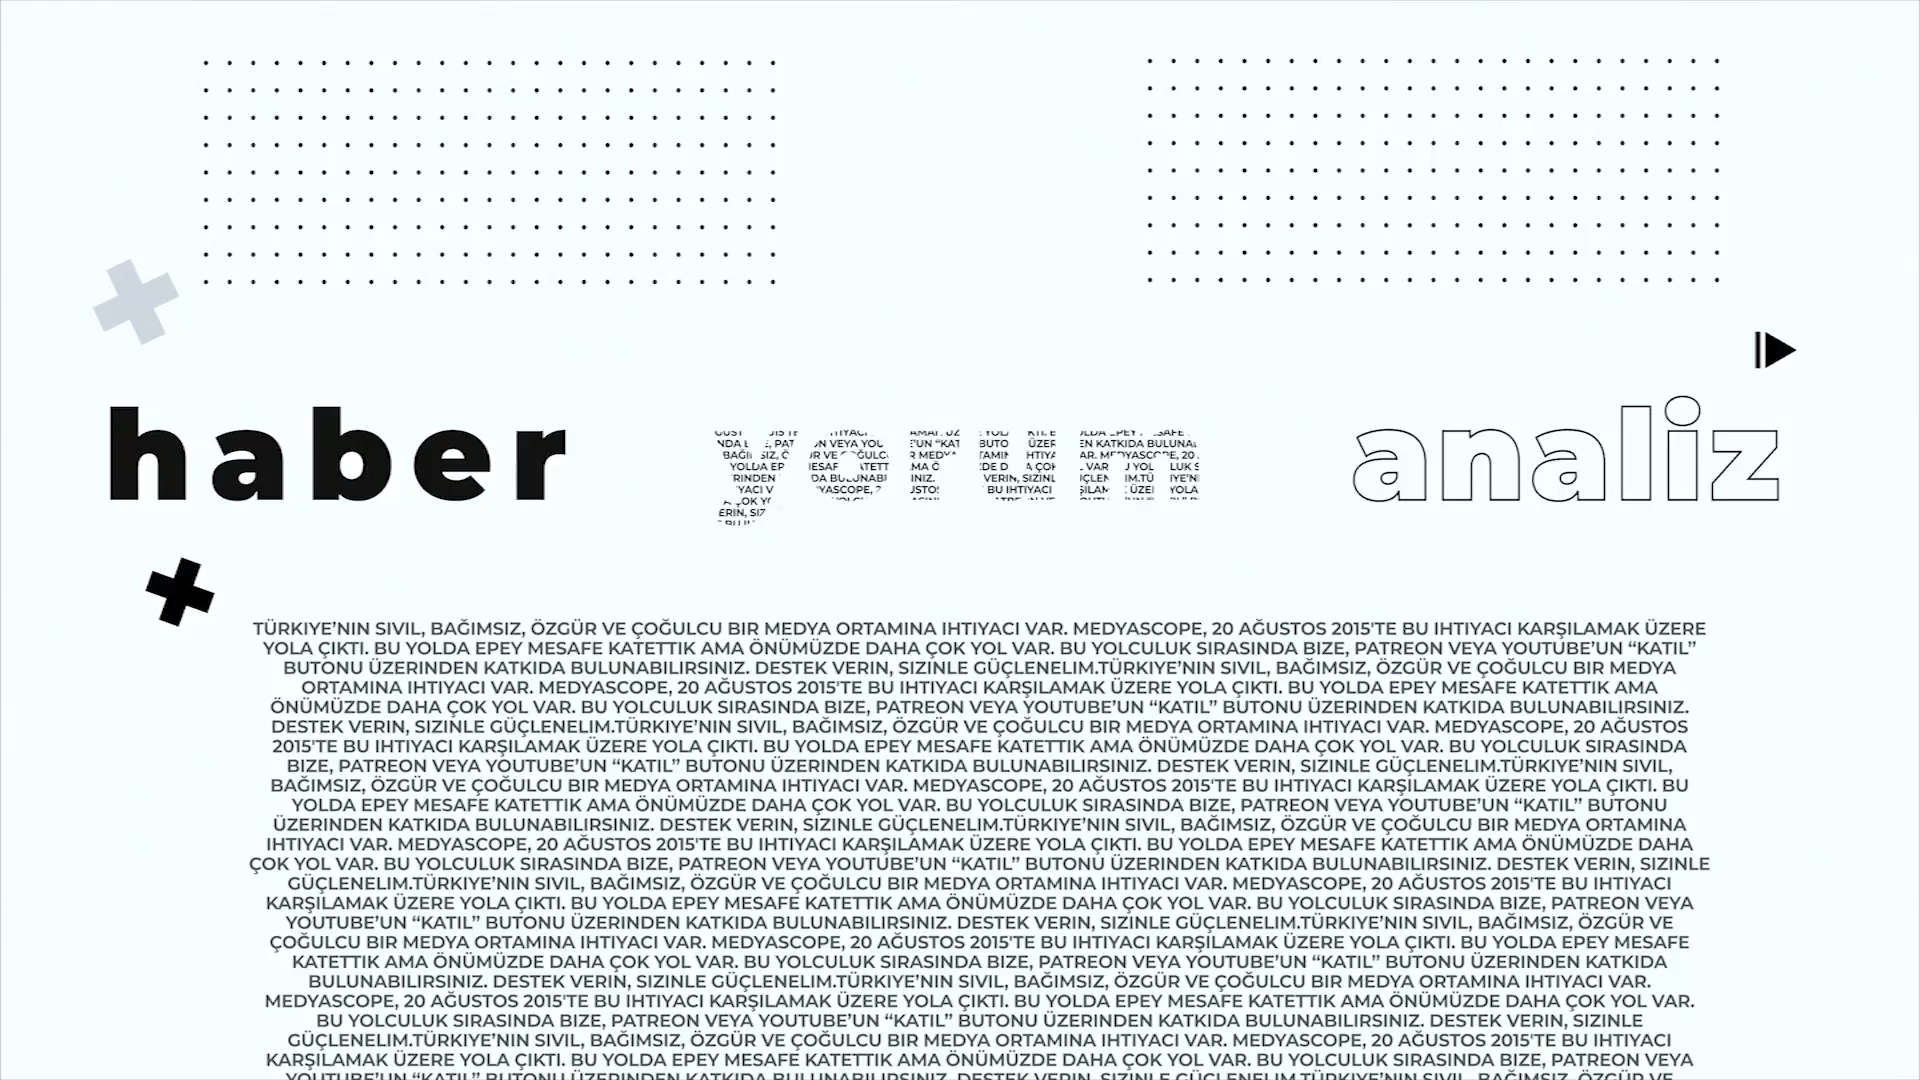 haber yorum analiz
TÜRKIYE’NIN SIVIL, BAĞIMSIZ, ÖZGÜR VE ÇOĞULCU BIR MEDYA ORTAMINA IHTIYACI VAR. MEDYASCOPE, 20 AĞUSTOS 2015'TE BU IHTIYACI KARŞILAMAK ÜZERE
YOLA ÇIKTI. BU YOLDA EPEY MESAFE KATETTIK AMA ÖNÜMÜZDE DAHA ÇOK YOL VAR. BU YOLCULUK SIRASINDA BIZE, PATREON VEYA YOUTUBE’UN “KATIL”
BUTONU ÜZERINDEN KATKIDA BULUNABILIRSINIZ. DESTEK VERIN, SIZINLE GÜÇLENELIM.TÜRKIYE’NIN SIVIL, BAĞIMSIZ, ÖZGÜR VE ÇOĞULCU BIR MEDYA
ORTAMINA IHTIYACI VAR. MEDYASCOPE, 20 AĞUSTOS 2015'TE BU IHTIYACI KARŞILAMAK ÜZERE YOLA ÇIKTI. BU YOLDA EPEY MESAFE KATETTIK AMA
ÖNÜMÜZDE DAHA ÇOK YOL VAR. BU YOLCULUK SIRASINDA BIZE, PATREON VEYA YOUTUBE’UN “KATIL” BUTONU ÜZERINDEN KATKIDA BULUNABILIRSINIZ.
DESTEK VERIN, SIZINLE GÜÇLENELIM.TÜRKIYE’NIN SIVIL, BAĞIMSIZ, ÖZGÜR VE ÇOĞULCU BIR MEDYA ORTAMINA IHTIYACI VAR. MEDYASCOPE, 20 AĞUSTOS
2015'TE BU IHTIYACI KARŞILAMAK ÜZERE YOLA ÇIKTI. BU YOLDA EPEY MESAFE KATETTIK AMA ÖNÜMÜZDE DAHA ÇOK YOL VAR. BU YOLCULUK SIRASINDA
BIZE, PATREON VEYA YOUTUBE’UN “KATIL” BUTONU ÜZERINDEN KATKIDA BULUNABILIRSINIZ. DESTEK VERIN, SIZINLE GÜÇLENELIM.TÜRKIYE’NIN SIVIL,
BAĞIMSIZ, ÖZGÜR VE ÇOĞULCU BIR MEDYA ORTAMINA IHTIYACI VAR. MEDYASCOPE, 20 AĞUSTOS 2015'TE BU IHTIYACI KARŞILAMAK ÜZERE YOLA ÇIKTI. BU
YOLDA EPEY MESAFE KATETTIK AMA ÖNÜMÜZDE DAHA ÇOK YOL VAR. BU YOLCULUK SIRASINDA BIZE, PATREON VEYA YOUTUBE’UN “KATIL” BUTONU
ÜZERINDEN KATKIDA BULUNABILIRSINIZ. DESTEK VERIN, SIZINLE GÜÇLENELIM.TÜRKIYE’NIN SIVIL, BAĞIMSIZ, ÖZGÜR VE ÇOĞULCU BIR MEDYA ORTAMINA
IHTIYACI VAR. MEDYASCOPE, 20 AĞUSTOS 2015'TE BU IHTIYACI KARŞILAMAK ÜZERE YOLA ÇIKTI. BU YOLDA EPEY MESAFE KATETTIK AMA ÖNÜMÜZDE DAHA
ÇOK YOL VAR. BU YOLCULUK SIRASINDA BIZE, PATREON VEYA YOUTUBE’UN “KATIL” BUTONU ÜZERINDEN KATKIDA BULUNABILIRSINIZ. DESTEK VERIN, SIZINLE
GÜÇLENELIM.TÜRKIYE’NIN SIVIL, BAĞIMSIZ, ÖZGÜR VE ÇOĞULCU BIR MEDYA ORTAMINA IHTIYACI VAR. MEDYASCOPE, 20 AĞUSTOS 2015'TE BU IHTIYACI
KARŞILAMAK ÜZERE YOLA ÇIKTI. BU YOLDA EPEY MESAFE KATETTIK AMA ÖNÜMÜZDE DAHA ÇOK YOL VAR. BU YOLCULUK SIRASINDA BIZE, PATREON VEYA
YOUTUBE’UN “KATIL” BUTONU ÜZERINDEN KATKIDA BULUNABILIRSINIZ. DESTEK VERIN, SIZINLE GÜÇLENELIM.TÜRKIYE’NIN SIVIL, BAĞIMSIZ, ÖZGÜR VE
ÇOĞULCU BIR MEDYA ORTAMINA IHTIYACI VAR. MEDYASCOPE, 20 AĞUSTOS 2015'TE BU IHTIYACI KARŞILAMAK ÜZERE YOLA ÇIKTI. BU YOLDA EPEY MESAFE
KATETTIK AMA ÖNÜMÜZDE DAHA ÇOK YOL VAR. BU YOLCULUK SIRASINDA BIZE, PATREON VEYA YOUTUBE’UN “KATIL” BUTONU ÜZERINDEN KATKIDA
BULUNABILIRSINIZ. DESTEK VERIN, SIZINLE GÜÇLENELIM.TÜRKIYE’NIN SIVIL, BAĞIMSIZ, ÖZGÜR VE ÇOĞULCU BIR MEDYA ORTAMINA IHTIYACI VAR.
MEDYASCOPE, 20 AĞUSTOS 2015'TE BU IHTIYACI KARŞILAMAK ÜZERE YOLA ÇIKTI. BU YOLDA EPEY MESAFE KATETTIK AMA ÖNÜMÜZDE DAHA ÇOK YOL VAR.
BU YOLCULUK SIRASINDA BIZE, PATREON VEYA YOUTUBE’UN “KATIL” BUTONU ÜZERINDEN KATKIDA BULUNABILIRSINIZ. DESTEK VERIN, SIZINLE
GÜÇLENELIM.TÜRKIYE’NIN SIVIL, BAĞIMSIZ, ÖZGÜR VE ÇOĞULCU BIR MEDYA ORTAMINA IHTIYACI VAR. MEDYASCOPE, 20 AĞUSTOS 2015'TE BU IHTIYACI
KARŞILAMAK ÜZERE YOLA ÇIKTI. BU YOLDA EPEY MESAFE KATETTIK AMA ÖNÜMÜZDE DAHA ÇOK YOL VAR. BU YOLCULUK SIRASINDA BIZE, PATREON VEYA
YOUTUBE’UN “KATIL” BUTONU ÜZERINDEN KATKIDA BULUNABILIRSINIZ. DESTEK VERIN, SIZINLE GÜÇLENELIM.TÜRKIYE’NIN SIVIL, BAĞIMSIZ, ÖZGÜR VE